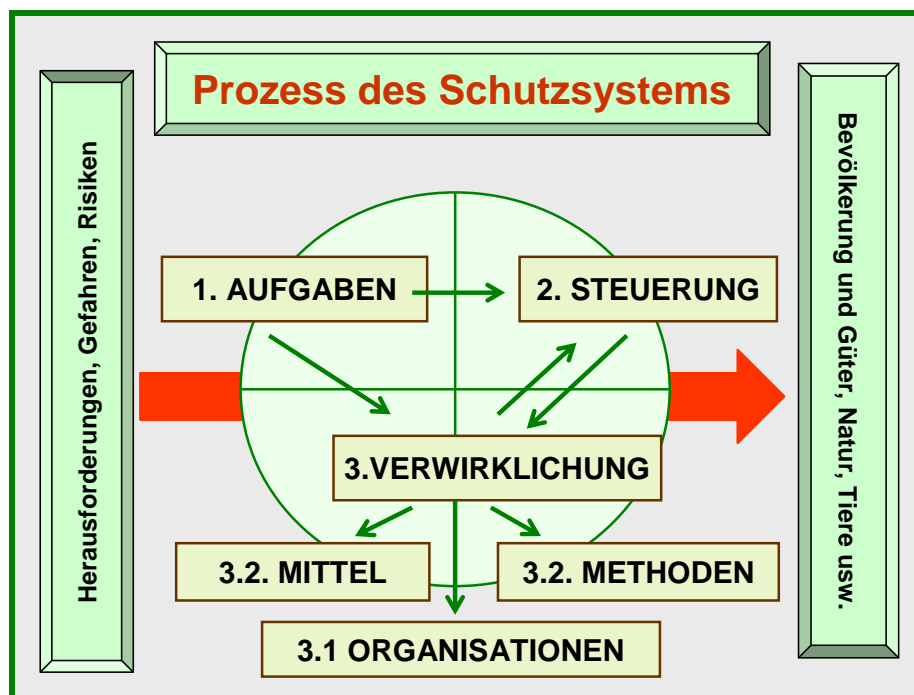 Prozess des Schutzsystems
Herausforderungen, Gefahren, Risiken
1. AUFGABEN
2. STEUERUNG
3.VERWIRKLICHUNG
3.2. MITTEL
3.2. METHODEN
3.1 ORGANISATIONEN
Bevölkerung und Güter, Natur, Tiere usw.